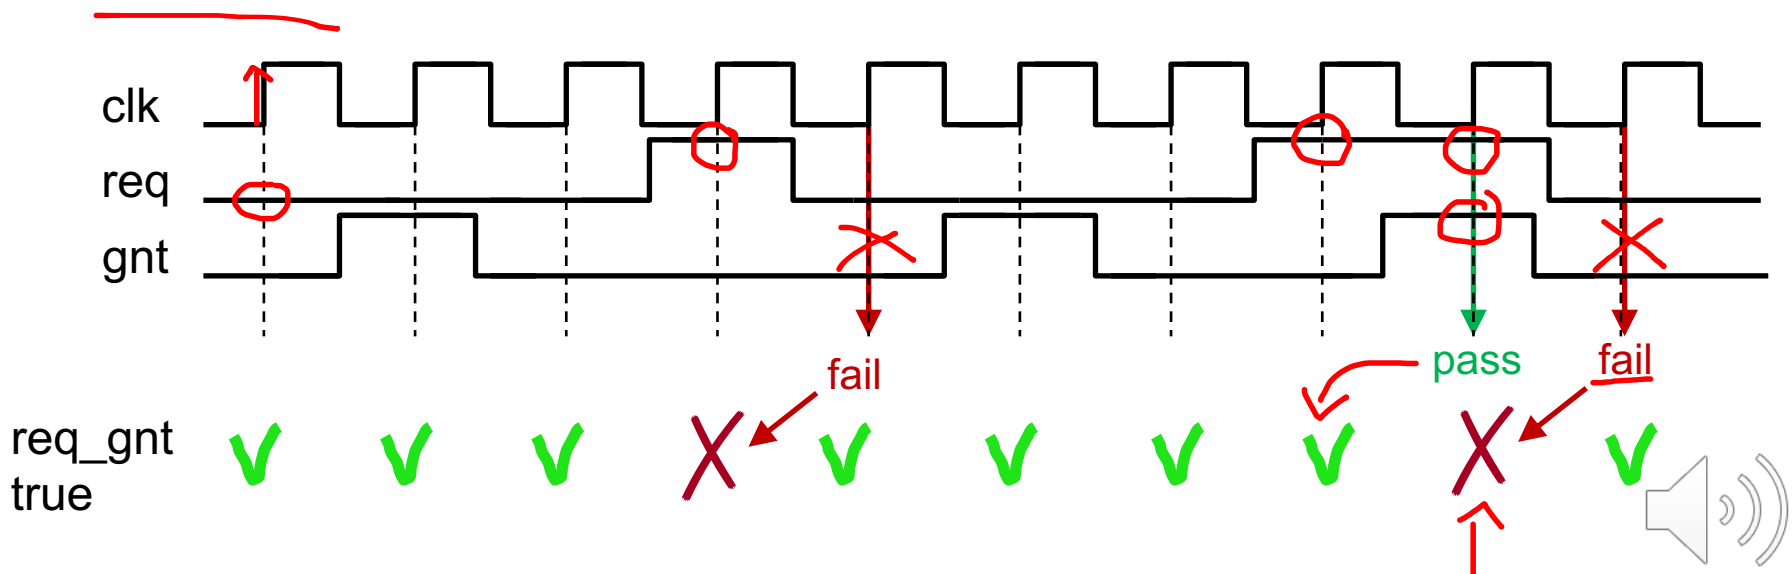 clk
req
gnt
fail
pass
fail
req_gnt
true